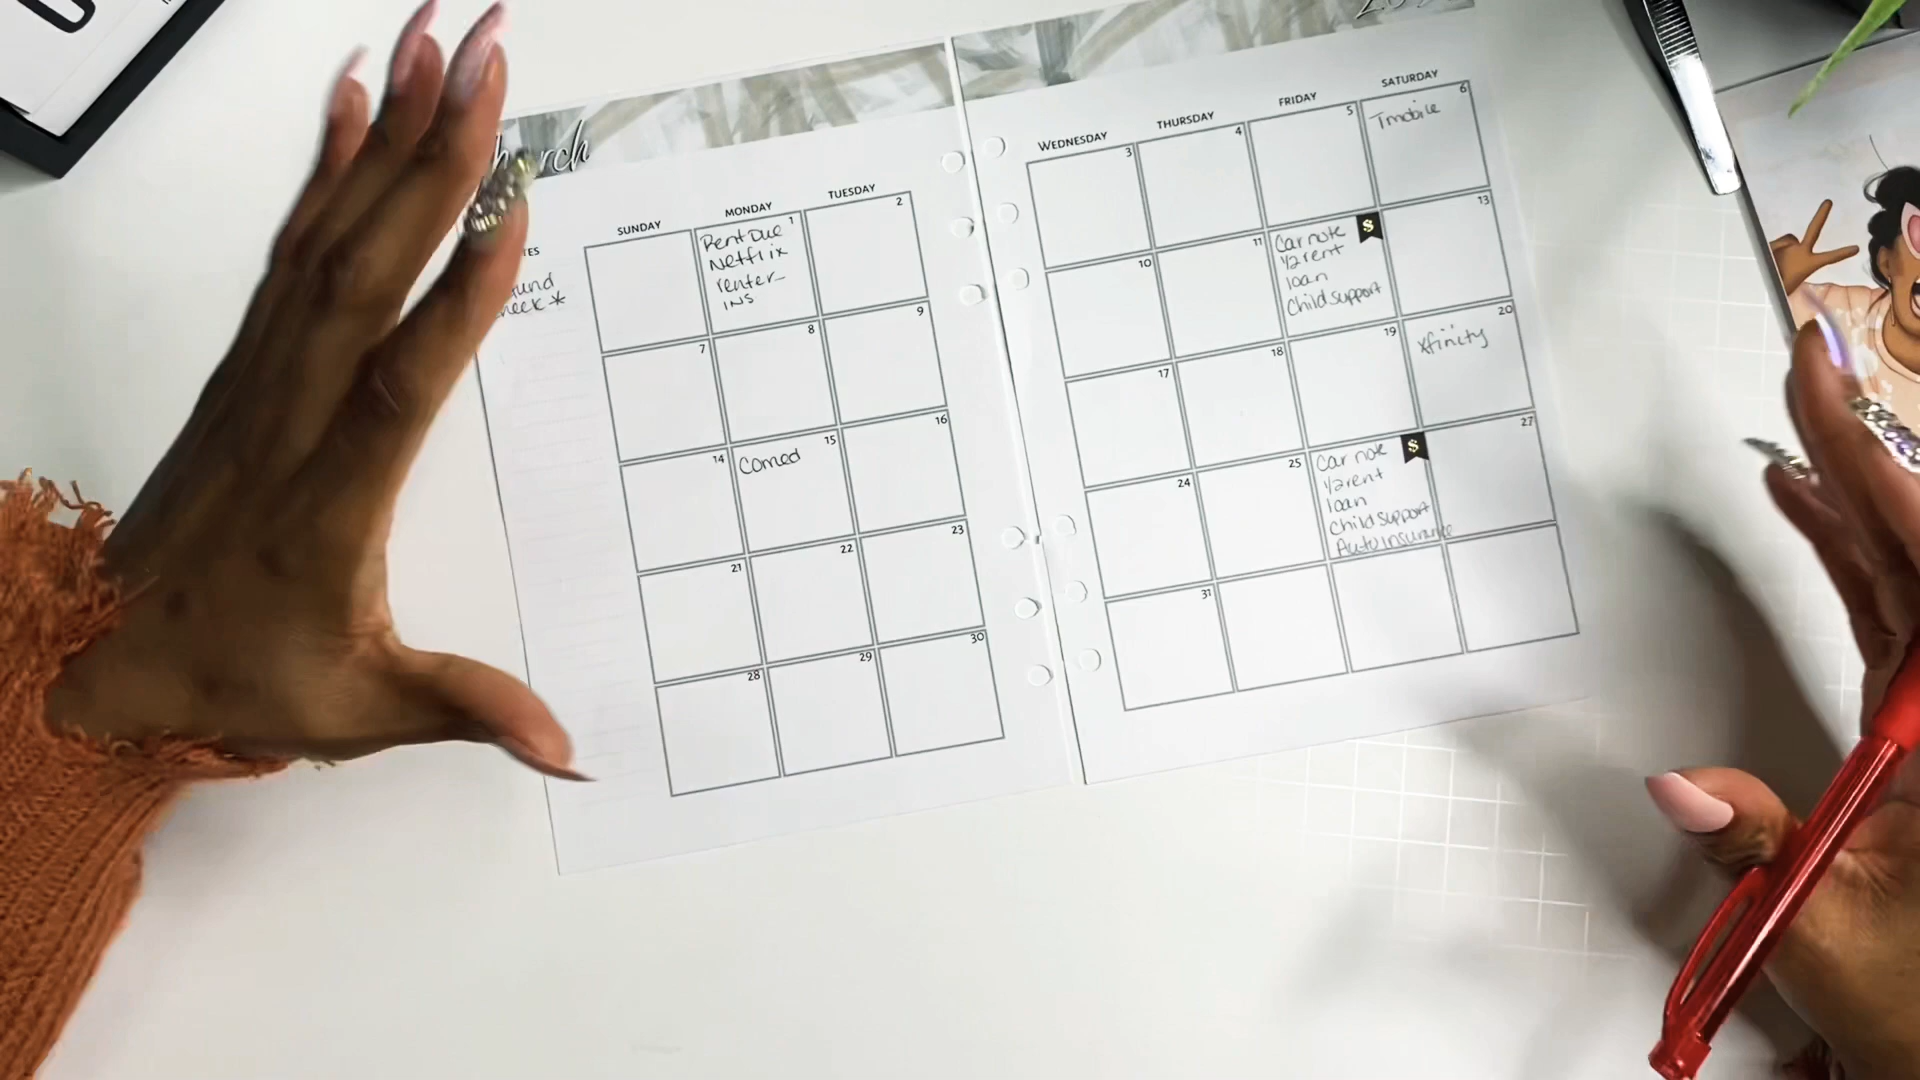 SUNDAY MONDAY TUESDAY
WEDNESDAY THURSDAY FRIDAY SATURDAY
1
Rent Due
Netflix
renter
INS
2
3
4
5
6
Tmobile
7
8
9
10
11
Car note
1/2 rent
loan
Child support
$
13
14
15
Comed
16
17
18
19
20
xfinity
21
22
23
24
25
Car note
1/2 rent
loan
Child support
Auto Insurance
$
27
28
29
30
31